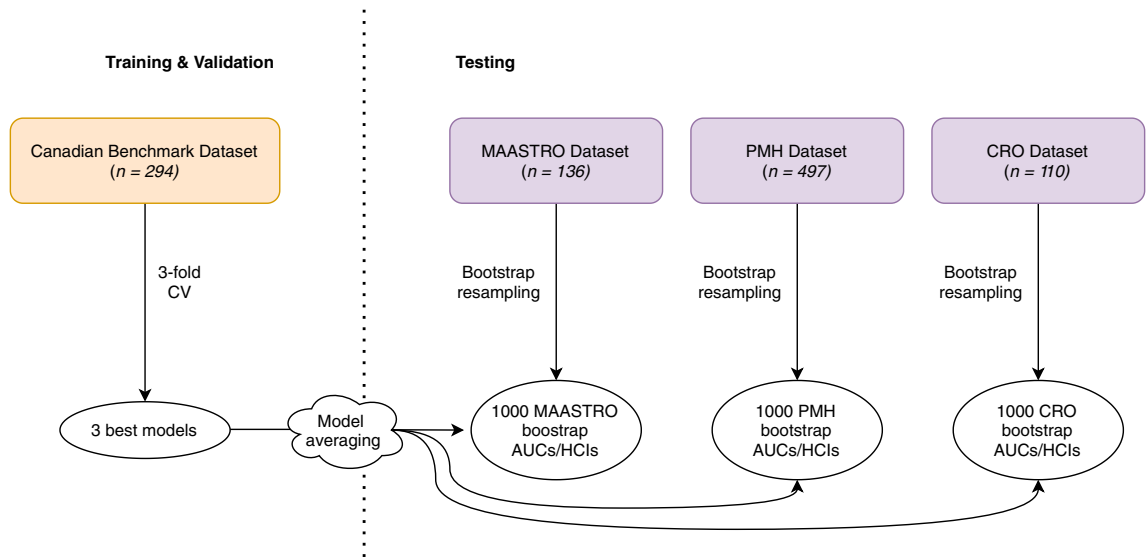 Training & Validation
Testing
Canadian Benchmark Dataset
(n = 294)
MAASTRO Dataset
(n = 136)
PMH Dataset
(n = 497)
CRO Dataset
(n = 110)
3-fold
CV
Bootstrap
resampling
Bootstrap
resampling
Bootstrap
resampling
3 best models
Model
averaging
1000 MAASTRO
boostrap
AUCs/HCIs
1000 PMH
bootstrap
AUCs/HCIs
1000 CRO
bootstrap
AUCs/HCIs